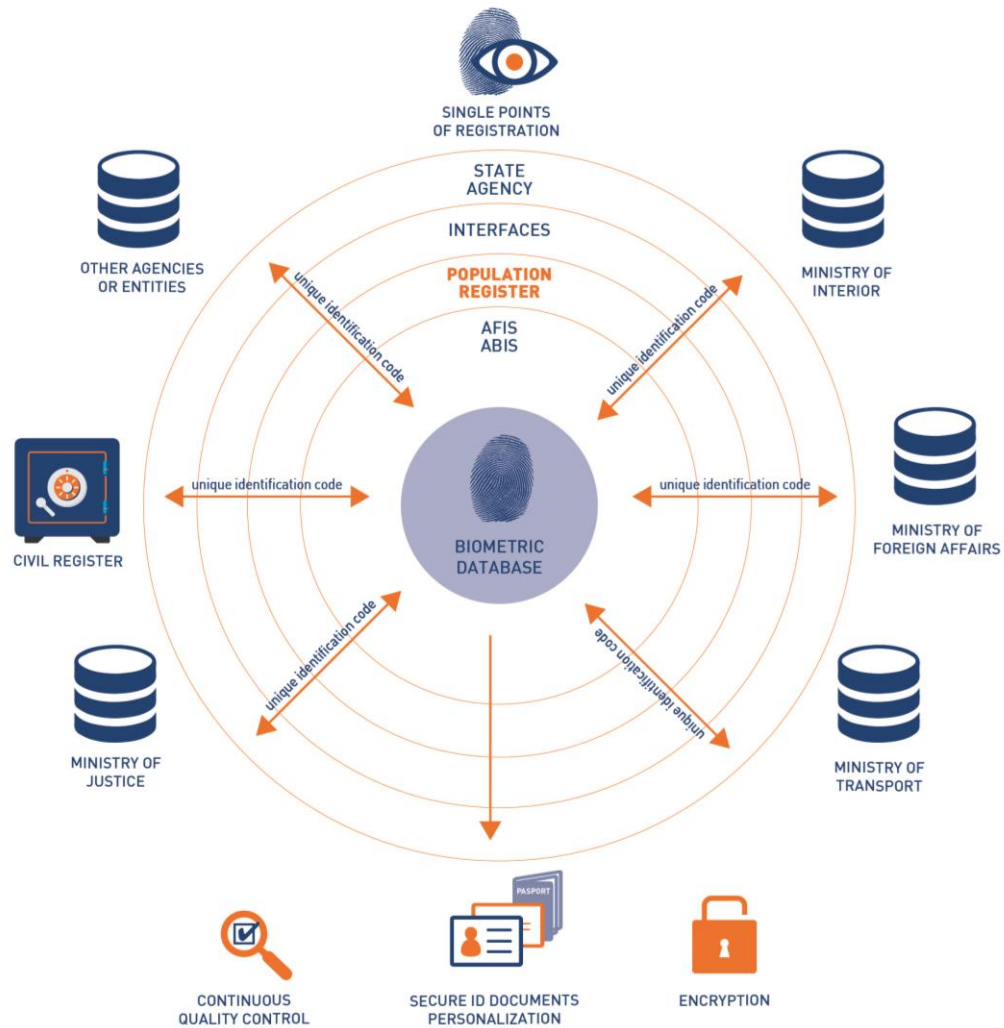 SINGLE POINTS
OF REGISTRATION
STATE
AGENCY
INTERFACES
POPULATION
REGISTER
AFIS
ABIS
OTHER AGENCIES
OR ENTITIES
unique identification code
MINISTRY OF
INTERIOR
unique identification code
CIVIL REGISTER
unique identification code
BIOMETRIC
DATABASE
unique identification code
MINISTRY OF
FOREIGN AFFAIRS
MINISTRY OF
JUSTICE
unique identification code
unique identification code
MINISTRY OF
TRANSPORT
CONTINUOUS
QUALITY CONTROL
PASPORT
SECURE ID DOCUMENTS
PERSONALIZATION
ENCRYPTION